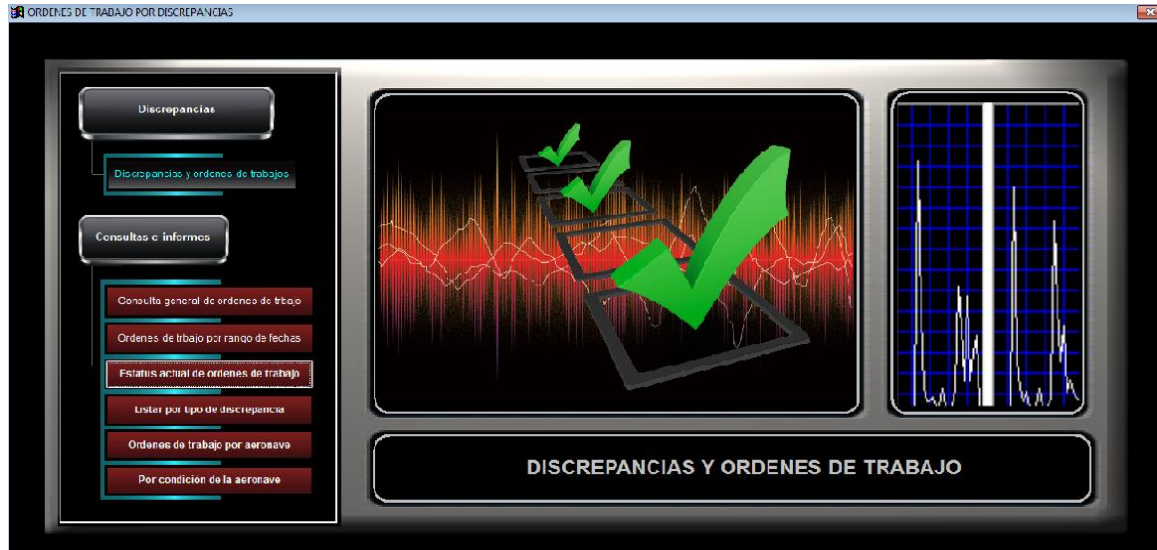 ORDENES DE TRABAJO POR DISCREPANCIAS
Discrepancias
Discrepancias y ordenes de trabajos
Consultas e informes
Consulta general de ordenes de trbajo
Ordenes de trbajo por rango de fechas
Estatus actual de ordenes de trabajo
Listar por tipo de discrepancia
Ordenes de trabajo por aeronave
Por condición de la aeronave
DISCREPANCIAS Y ORDENES DE TRABAJO